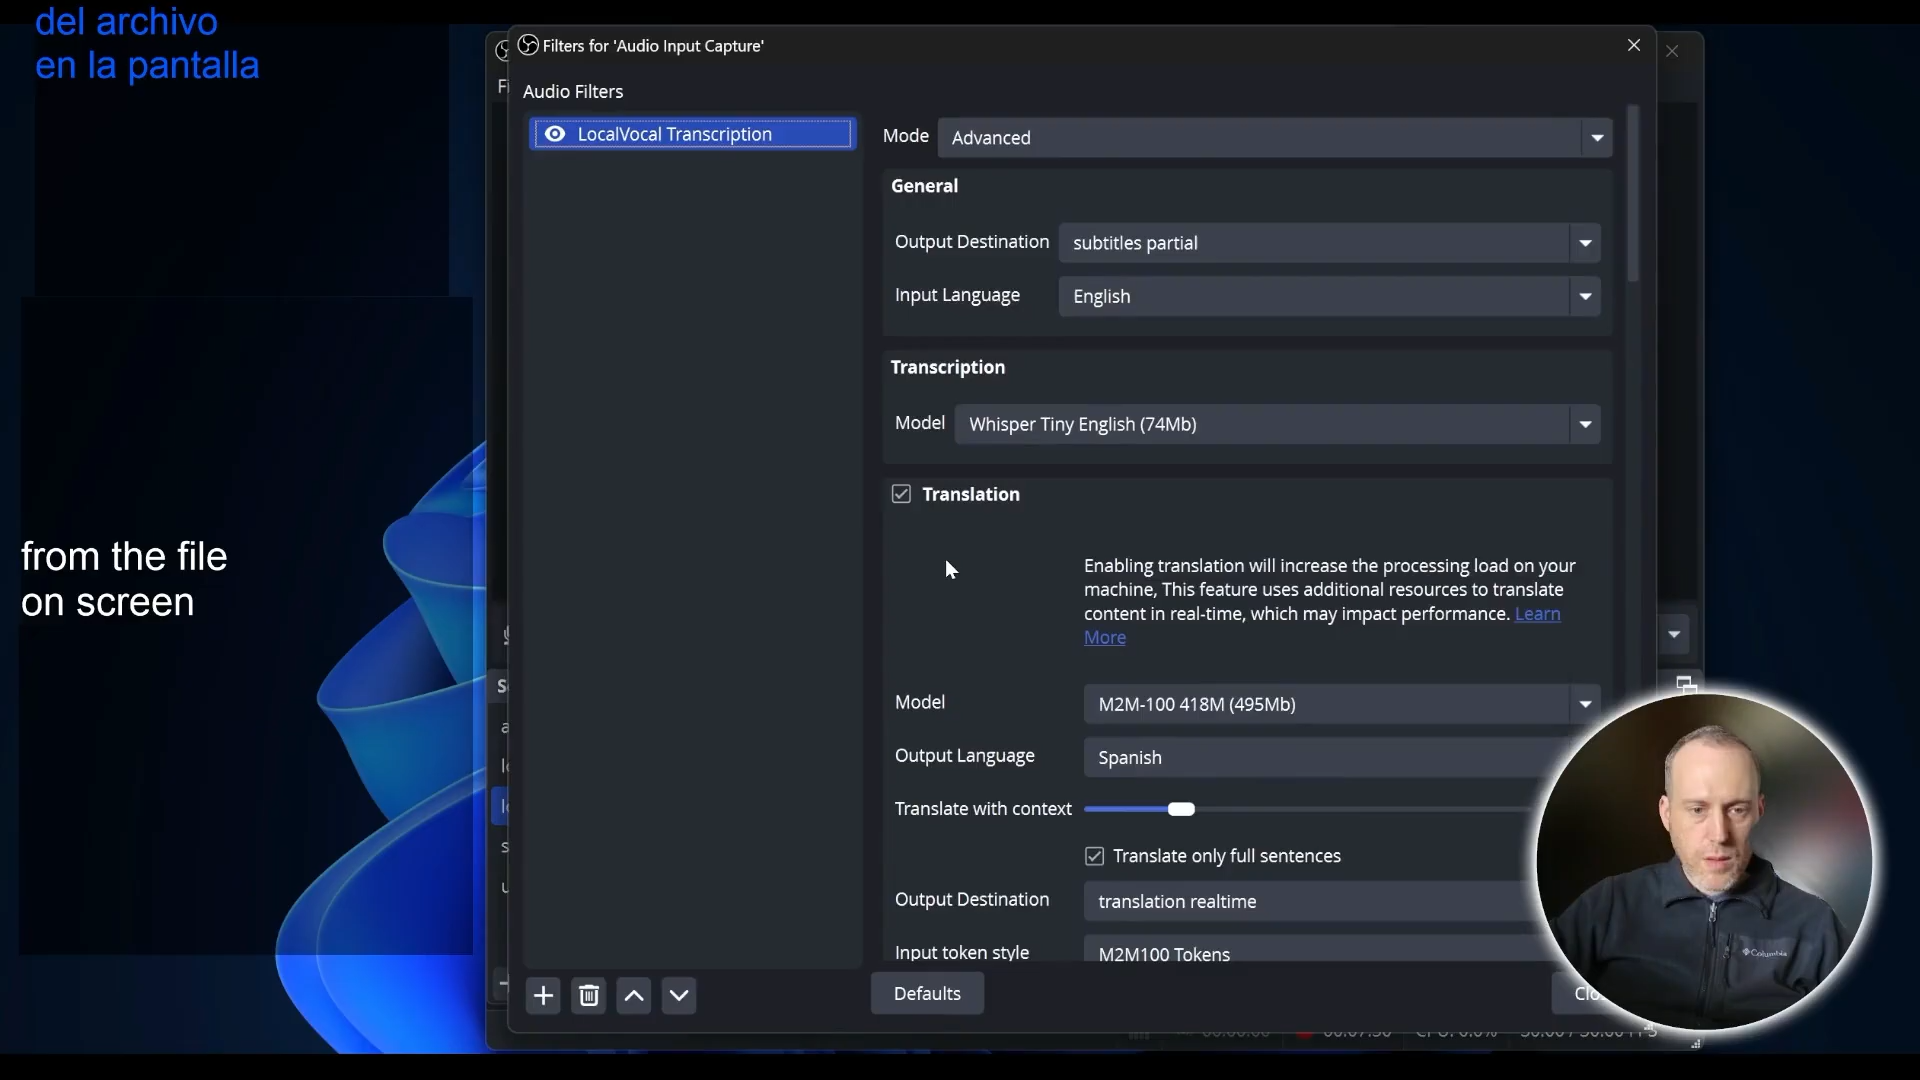 del archivo
en la pantalla
Filters for 'Audio Input Capture'
Audio Filters
LocalVocal Transcription
Mode
Advanced
General
Output Destination
subtitles partial
Input Language
English
Transcription
Model
Whisper Tiny English (74Mb)
Translation
Enabling translation will increase the processing load on your
machine, This feature uses additional resources to translate
content in real-time, which may impact performance. Learn
More
from the file
on screen
Model
M2M-100 418M (495Mb)
Output Language
Spanish
Translate with context
Translate only full sentences
Output Destination
translation realtime
Input token style
M2M100 Tokens
Defaults
Columbia